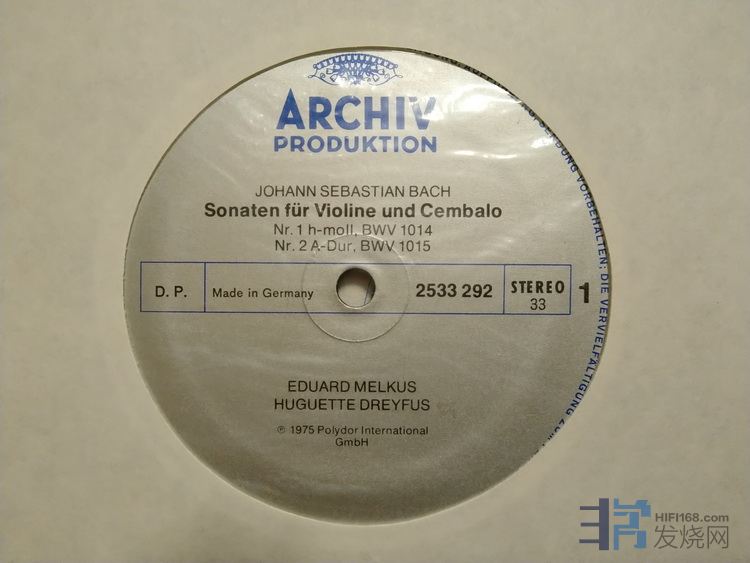 ARCHIV
PRODUKTION
JOHANN SEBASTIAN BACH
Sonaten für Violine und Cembalo
Nr. 1 h-moll, BWV 1014
Nr. 2 A-Dur, BWV 1015
D. P.
Made in Germany
2533 292
STEREO
33
1
EDUARD MELKUS
HUGUETTE DREYFUS
℗ 1975 Polydor International
GmbH
VORBEHALTEN; DIE VERVIELFÄLTIGUNG
HIFI168.com
发烧网